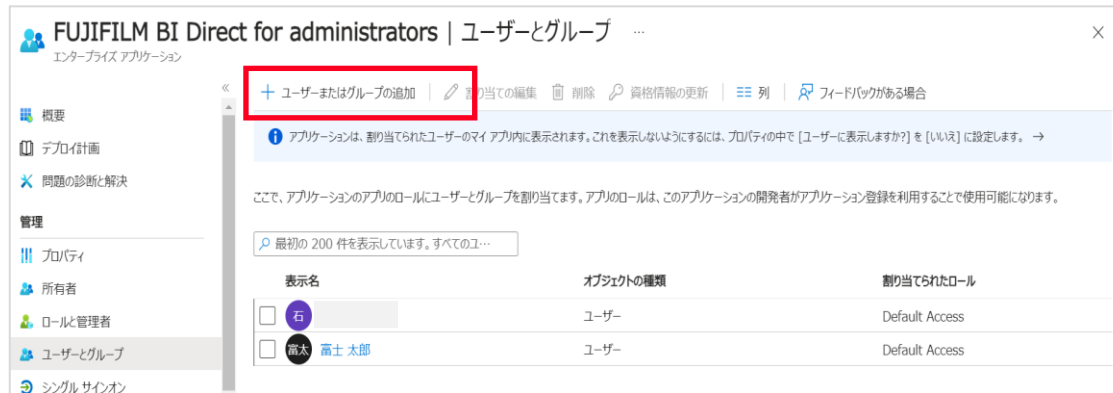 FUJIFILM BI Direct for administrators | ユーザーとグループ …
エンタープライズ アプリケーション
«
+ ユーザーまたはグループの追加 | 割り当ての編集 削除 資格情報の更新 | 列 | フィードバックがある場合
概要
デプロイ計画
問題の診断と解決
管理
プロパティ
所有者
ロールと管理者
ユーザーとグループ
シングル サインオン
アプリケーションは、割り当てられたユーザーのマイ アプリ内に表示されます。これを表示しないようにするには、プロパティの中で [ユーザーに表示しますか?] を [いいえ] に設定します。 →
ここで、アプリケーションのアプリのロールにユーザーとグループを割り当てます。アプリのロールは、このアプリケーションの開発者がアプリケーション登録を利用することで使用可能になります。
最初の 200 件を表示しています。すべてのユ…
表示名 オブジェクトの種類 割り当てられたロール
石 ユーザー Default Access
富太 富士 太郎 ユーザー Default Access